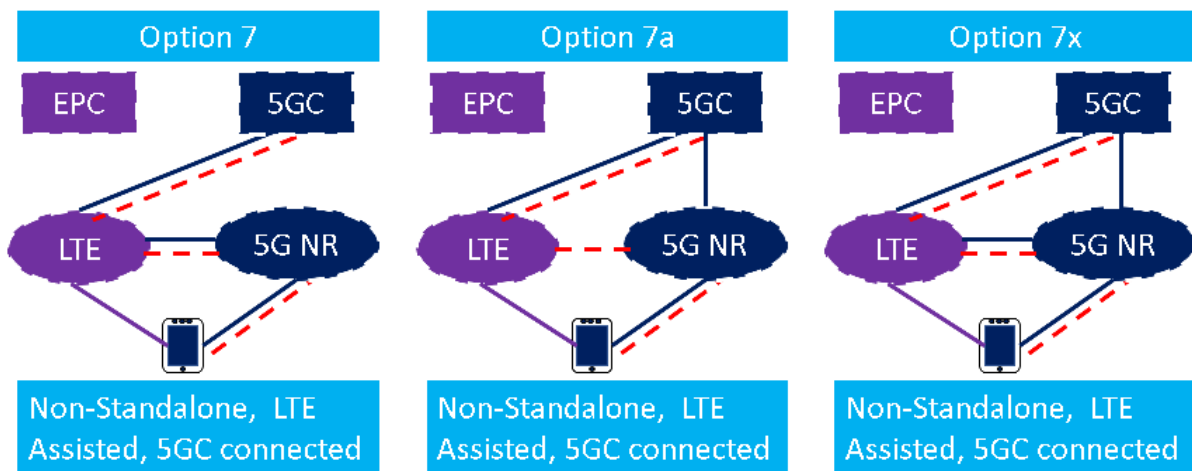 Option 7
EPC
5GC
LTE
5G NR
Non-Standalone, LTE
Assisted, 5GC connected
Option 7a
EPC
5GC
LTE
5G NR
Non-Standalone, LTE
Assisted, 5GC connected
Option 7x
EPC
5GC
LTE
5G NR
Non-Standalone, LTE
Assisted, 5GC connected